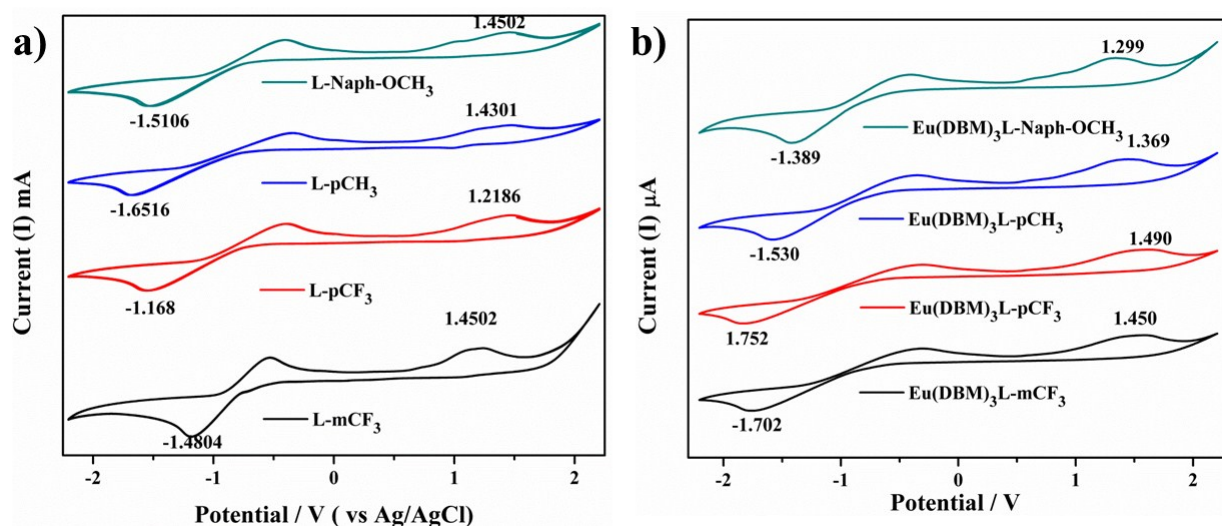 a)
Current (I) mA
1.4502
L-Naph-OCH₃
-1.5106
1.4301
L-pCH₃
-1.6516
1.2186
L-pCF₃
-1.168
1.4502
L-mCF₃
-1.4804
-2 -1 0 1 2
Potential / V ( vs Ag/AgCl)
b)
Current (I) μA
1.299
Eu(DBM)₃L-Naph-OCH₃
-1.389
1.369
Eu(DBM)₃L-pCH₃
-1.530
1.490
Eu(DBM)₃L-pCF₃
1.752
1.450
Eu(DBM)₃L-mCF₃
-1.702
-2 -1 0 1 2
Potential / V